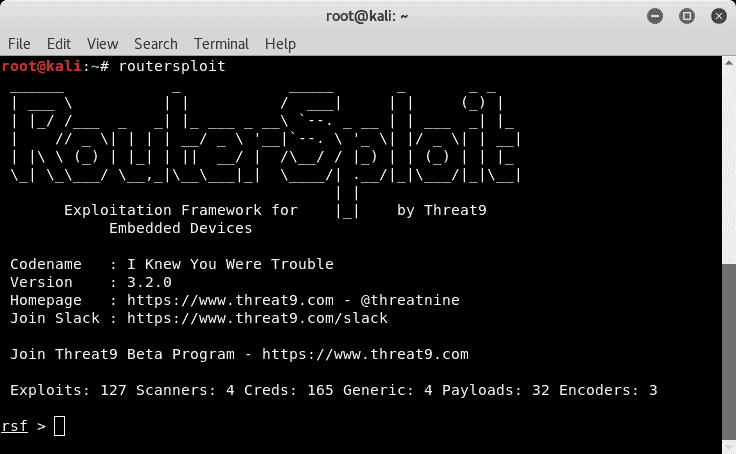 root@kali: ~
File Edit View Search Terminal Help
root@kali:~# routersploit
RouterSploit
Exploitation Framework for by Threat9
Embedded Devices
Codename : I Knew You Were Trouble
Version : 3.2.0
Homepage : https://www.threat9.com - @threatnine
Join Slack : https://www.threat9.com/slack
Join Threat9 Beta Program - https://www.threat9.com
Exploits: 127 Scanners: 4 Creds: 165 Generic: 4 Payloads: 32 Encoders: 3
rsf >